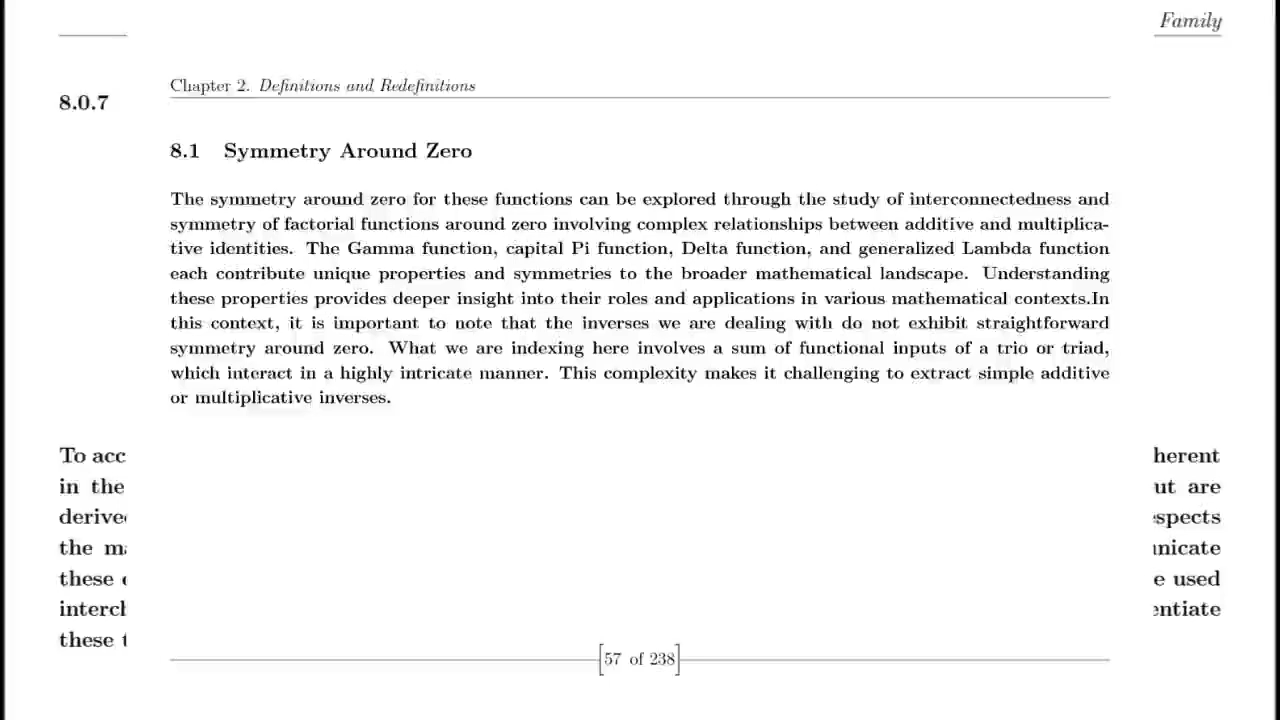 Family
Chapter 2. Definitions and Redefinitions
8.0.7
8.1 Symmetry Around Zero
The symmetry around zero for these functions can be explored through the study of interconnectedness and
symmetry of factorial functions around zero involving complex relationships between additive and multiplica-
tive identities. The Gamma function, capital Pi function, Delta function, and generalized Lambda function
each contribute unique properties and symmetries to the broader mathematical landscape. Understanding
these properties provides deeper insight into their roles and applications in various mathematical contexts.In
this context, it is important to note that the inverses we are dealing with do not exhibit straightforward
symmetry around zero. What we are indexing here involves a sum of functional inputs of a trio or triad,
which interact in a highly intricate manner. This complexity makes it challenging to extract simple additive
or multiplicative inverses.
To acc herent
in the ut are
derive spects
the m nicate
these e used
interch entiate
these t
57 of 238